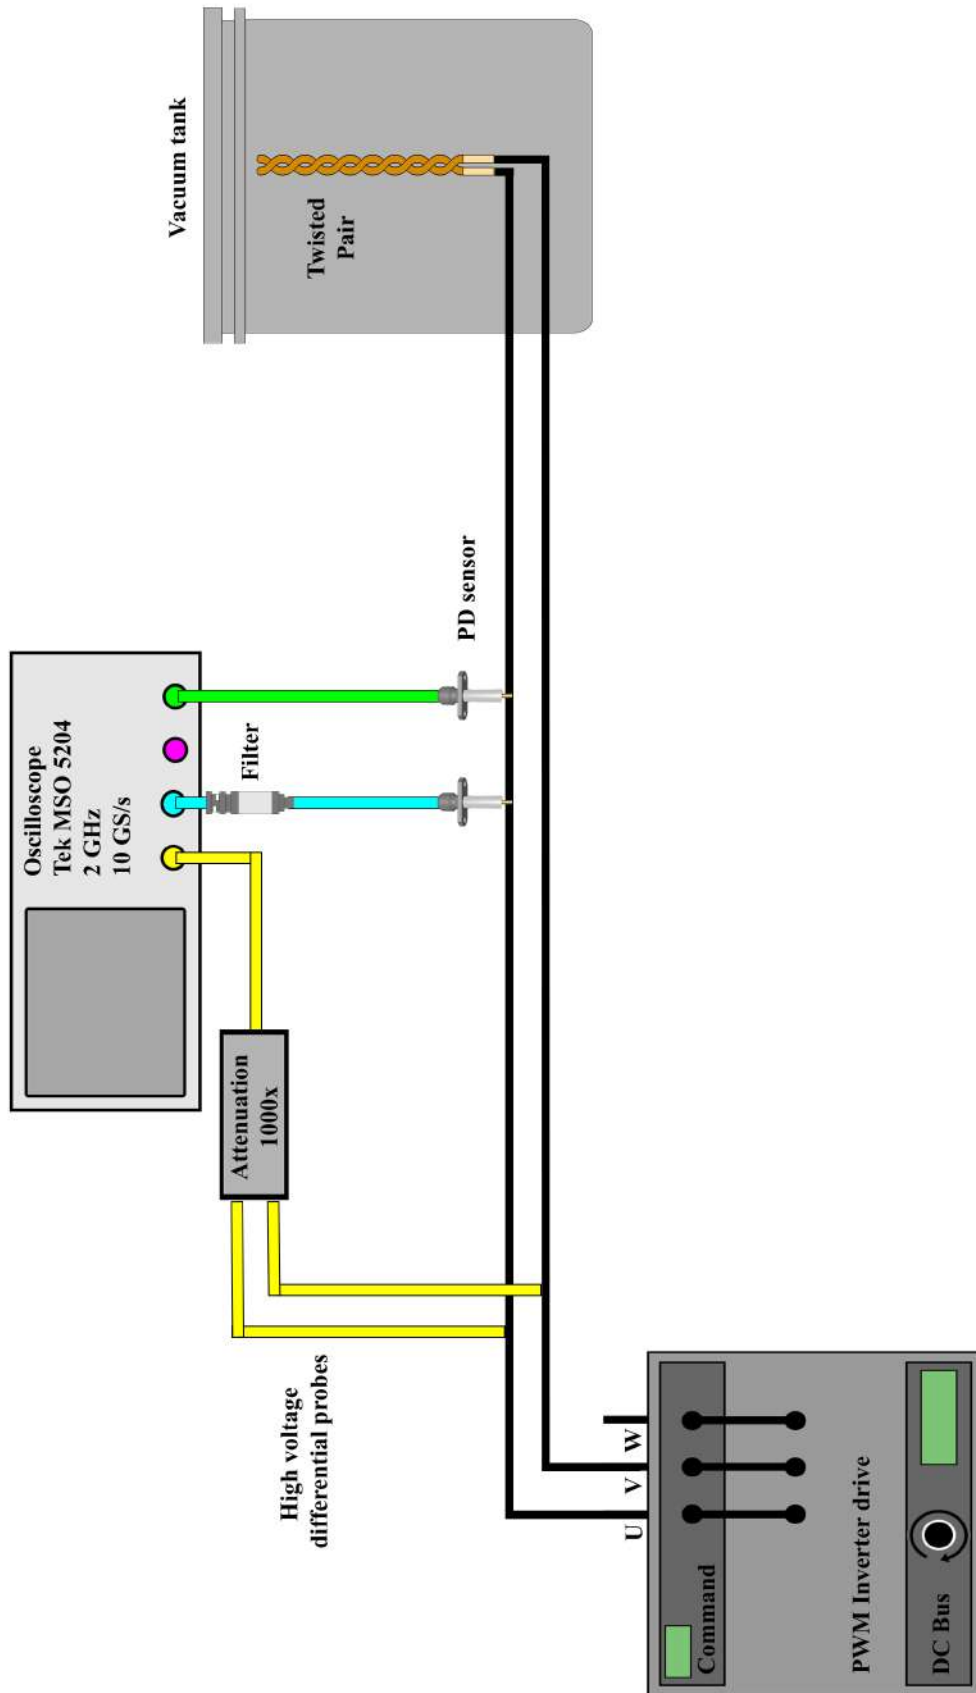 Oscilloscope
Tek MSO 5204
2 GHz
10 GS/s
Vacuum tank
Twisted
Pair
Filter
PD sensor
Attenuation
1000x
High voltage
differential probes
U
V
W
Command
PWM Inverter drive
DC Bus